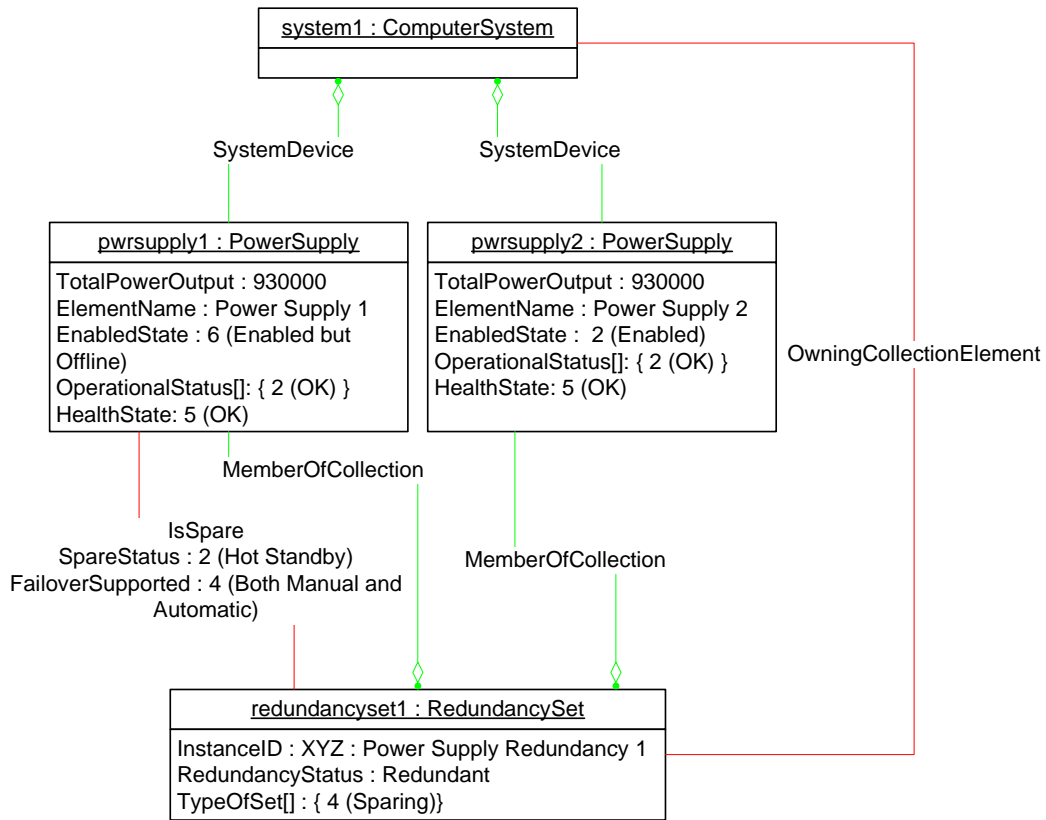 system1 : ComputerSystem
SystemDevice
SystemDevice
pwrsupply1 : PowerSupply
TotalPowerOutput : 930000
ElementName : Power Supply 1
EnabledState : 6 (Enabled but
Offline)
OperationalStatus[]: { 2 (OK) }
HealthState: 5 (OK)
pwrsupply2 : PowerSupply
TotalPowerOutput : 930000
ElementName : Power Supply 2
EnabledState :  2 (Enabled)
OperationalStatus[]: { 2 (OK) }
HealthState: 5 (OK)
OwningCollectionElement
MemberOfCollection
IsSpare
SpareStatus : 2 (Hot Standby)
FailoverSupported : 4 (Both Manual and
Automatic)
MemberOfCollection
redundancyset1 : RedundancySet
InstanceID : XYZ : Power Supply Redundancy 1
RedundancyStatus : Redundant
TypeOfSet[] : { 4 (Sparing)}